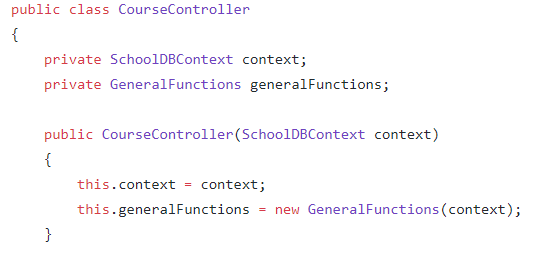 public class CourseController
{
    private SchoolDBContext context;
    private GeneralFunctions generalFunctions;

    public CourseController(SchoolDBContext context)
    {
        this.context = context;
        this.generalFunctions = new GeneralFunctions(context);
    }